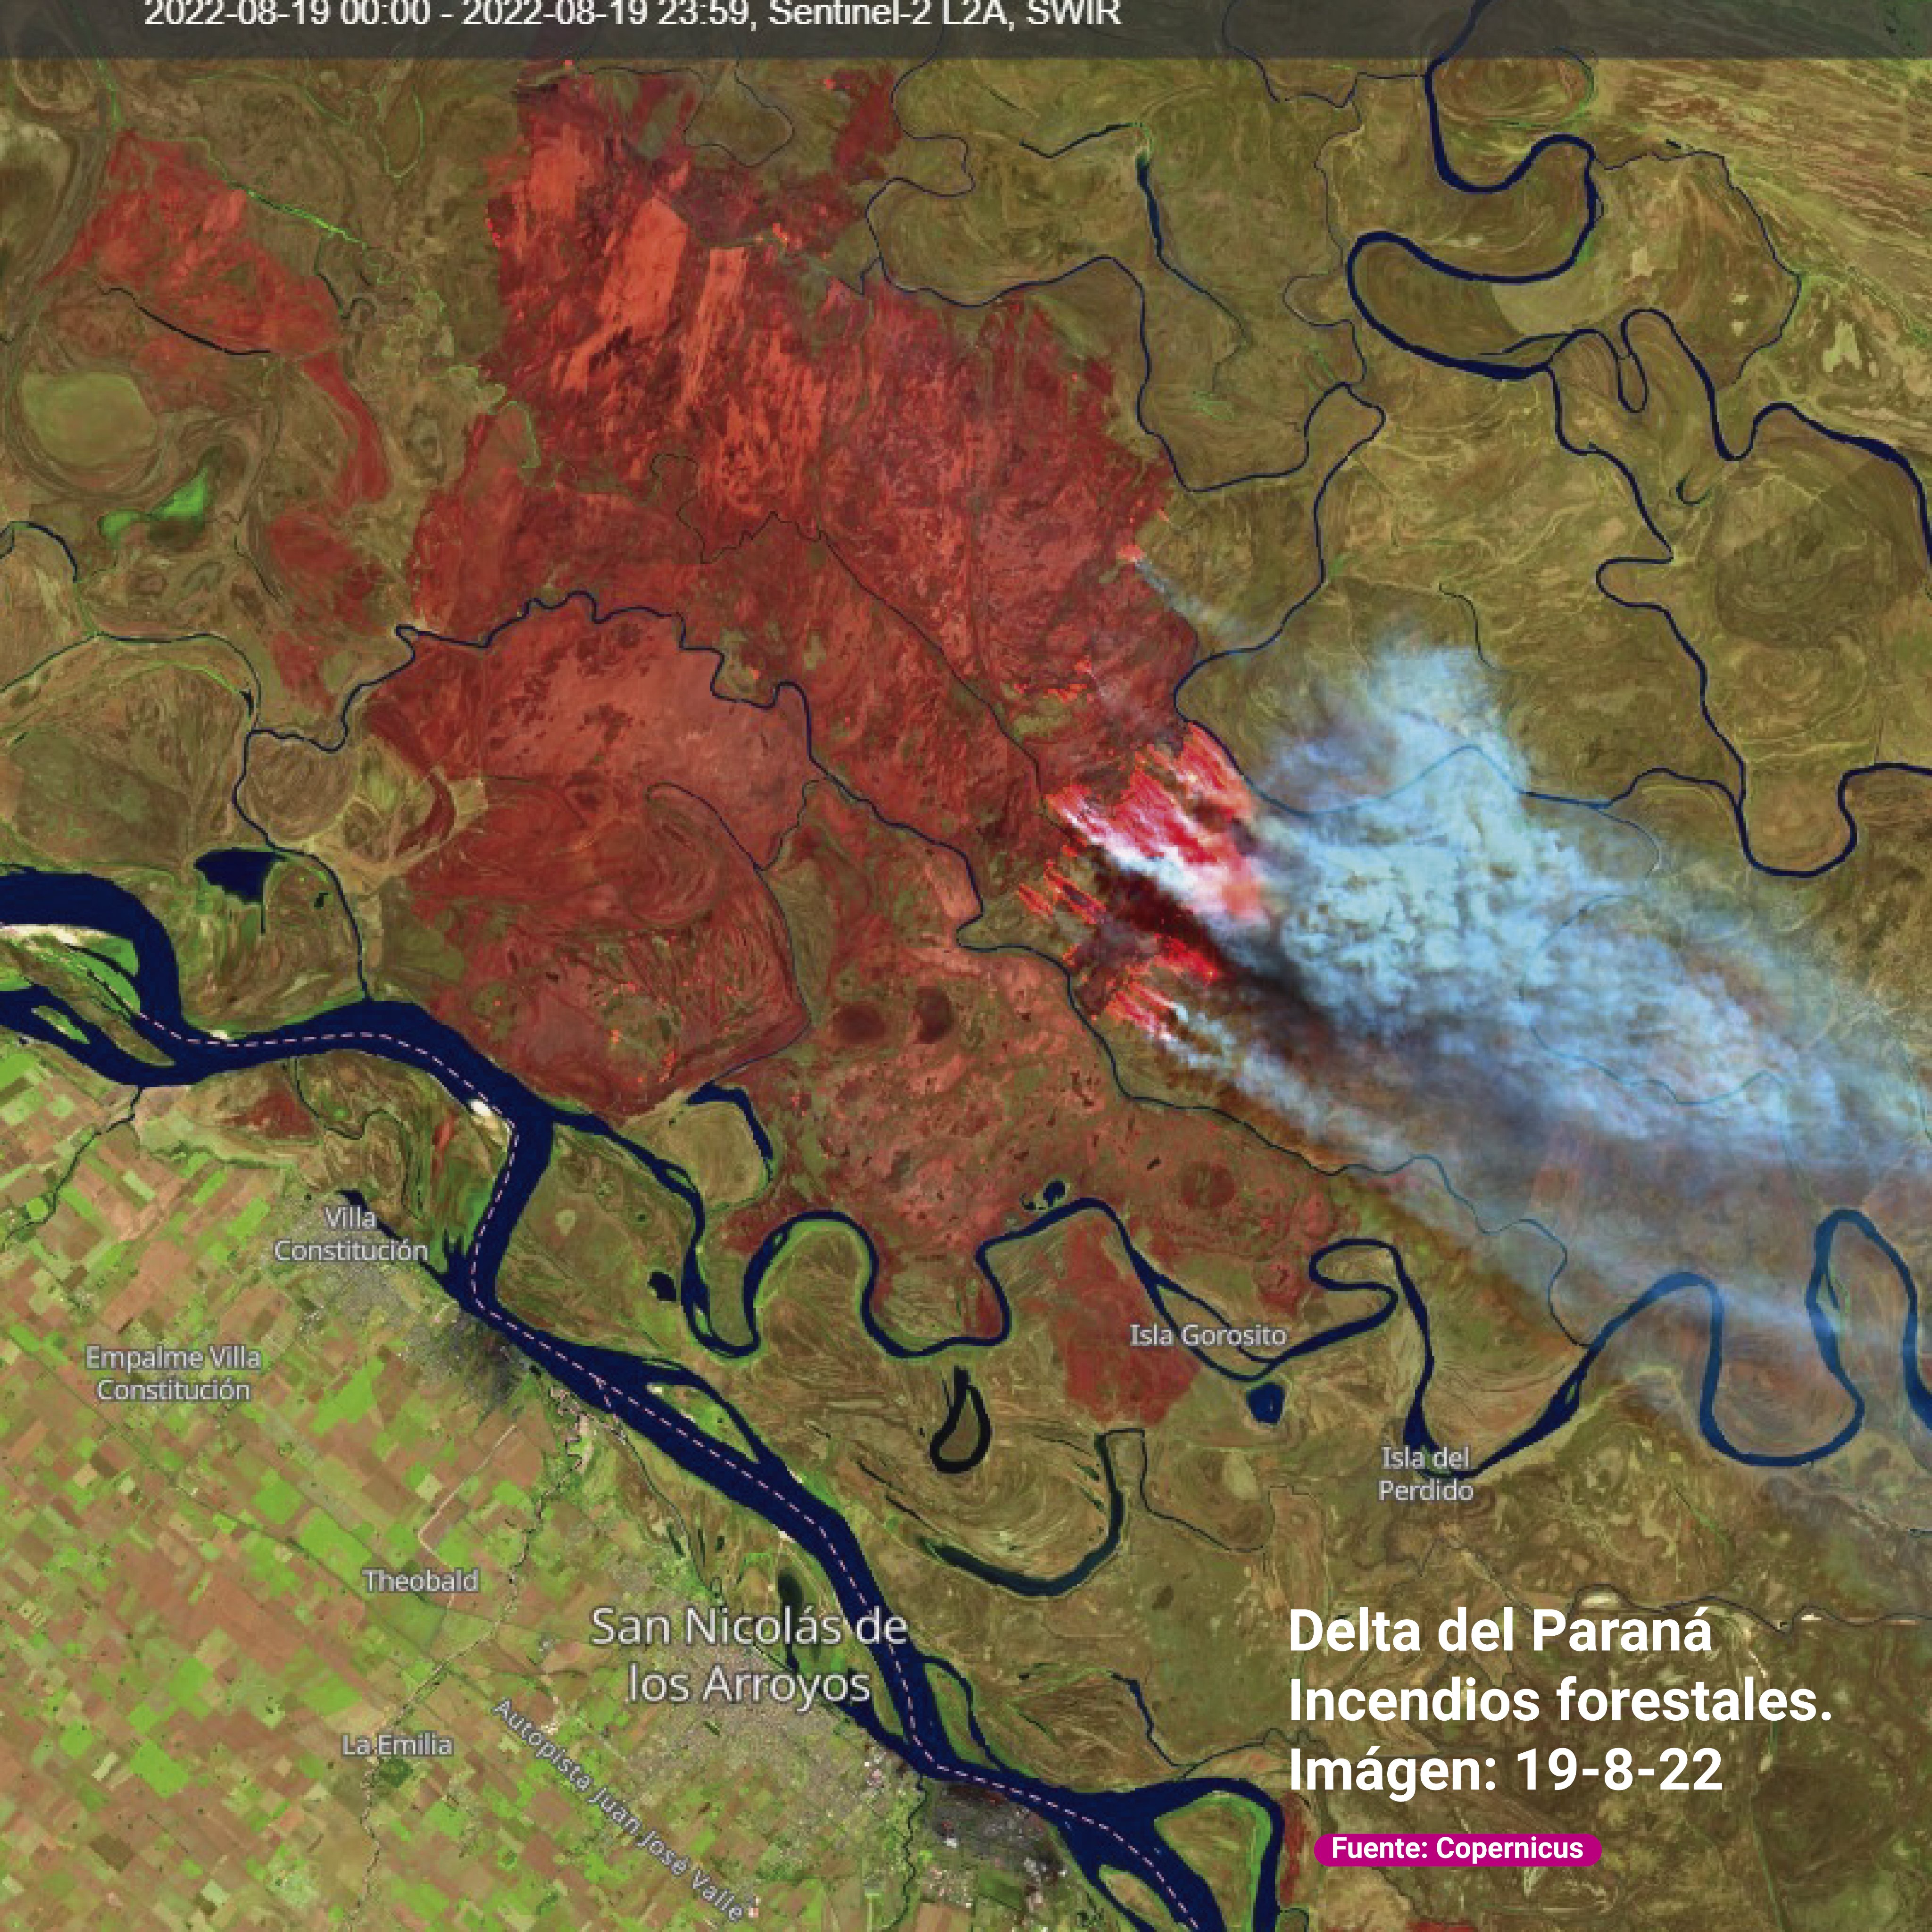 2022-08-19 00:00 - 2022-08-19 23:59, Sentinel-2 L2A, SWIR
Villa
Constitución
Empalme Villa
Constitución
Isla Gorosito
Isla del
Perdido
Theobald
San Nicolás de
los Arroyos
La Emilia
Autopista Juan José Valle
Delta del Paraná
Incendios forestales.
Imágen: 19-8-22
Fuente: Copernicus